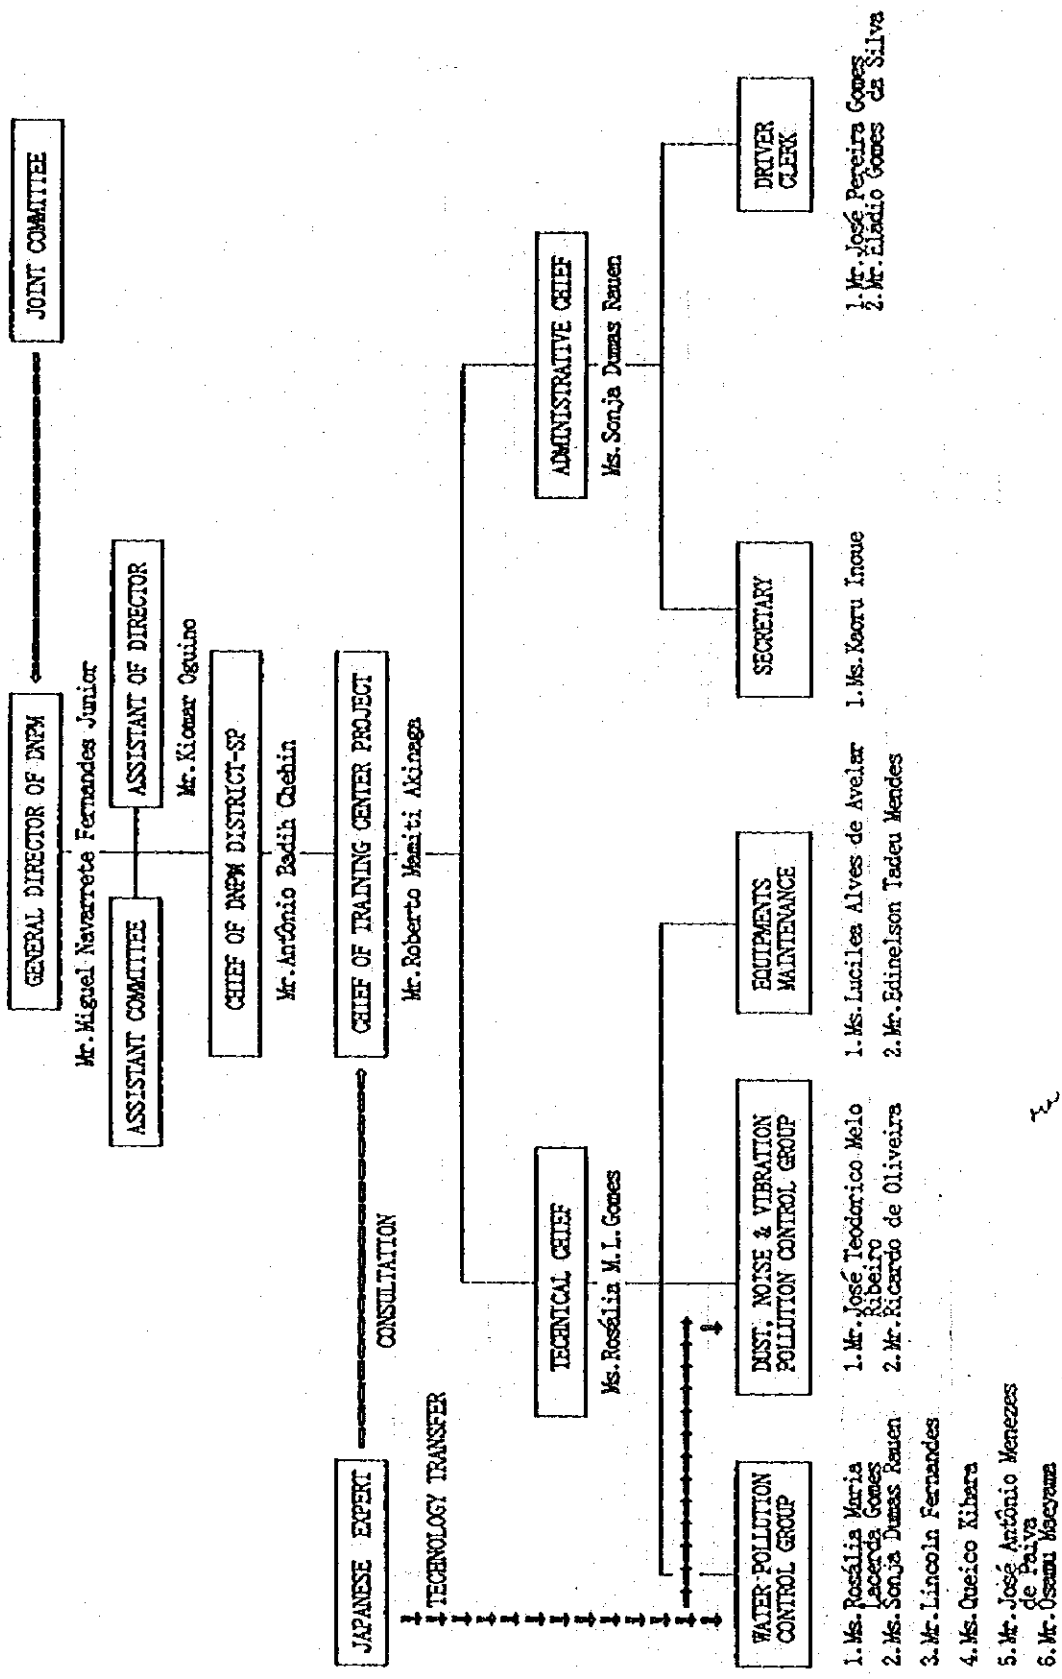 JOINT COMMITTEE
GENERAL DIRECTOR OF DNPM
Mr.Miguel Navarrete Fernandes Junior
ASSISTANT COMMITTEE
ASSISTANT OF DIRECTOR
Mr.Kiomar Oguino
CHIEF OF DNPM DISTRICT-SP
Mr.Antônio Badih Chehin
JAPANESE EXPERT
CONSULTATION
CHIEF OF TRAINING CENTER PROJECT
Mr.Roberto Mamiti Akinaga
TECHNOLOGY TRANSFER
TECHNICAL CHIEF
Ms.Rosália M.L.Gomes
ADMINISTRATIVE CHIEF
Ms.Sonja Dumas Rauen
WATER POLLUTION
CONTROL GROUP
1.Ms.Rosália Maria
Lacerda Gomes
2.Ms.Sonja Dumas Rauen
3.Mr.Lincoln Fernandes
4.Ms.Queico Kihara
5.Mr.José Antônio Menezes
de Paiva
6.Mr.Osamu Maeyama
DUST, NOISE & VIBRATION
POLLUTION CONTROL GROUP
1.Mr.José Teodorico Melo
Ribeiro
2.Mr.Ricardo de Oliveira
EQUIPMENTS
MAINTENANCE
1.Ms.Lucilea Alves de Avelar
2.Mr.Edinelson Tadeu Mendes
SECRETARY
1.Ms.Kaoru Inoue
DRIVER
CLERK
1.Mr.José Pereira Gomes
2.Mr.Eládio Gomes da Silva